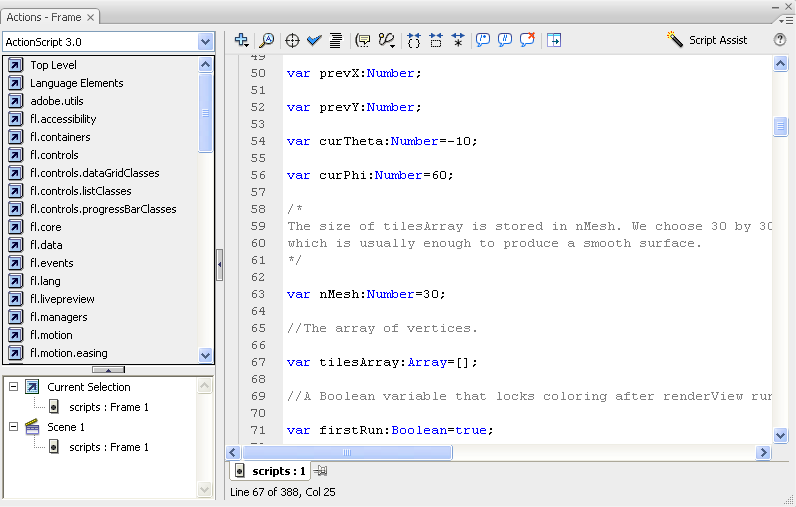 Actions - Frame ×
ActionScript 3.0
Script Assist
Top Level
Language Elements
adobe.utils
fl.accessibility
fl.containers
fl.controls
fl.controls.dataGridClasses
fl.controls.listClasses
fl.controls.progressBarClasses
fl.core
fl.data
fl.events
fl.lang
fl.livepreview
fl.managers
fl.motion
fl.motion.easing
Current Selection
scripts : Frame 1
Scene 1
scripts : Frame 1
49
50 var prevX:Number;
51
52 var prevY:Number;
53
54 var curTheta:Number=-10;
55
56 var curPhi:Number=60;
57
58 /*
59 The size of tilesArray is stored in nMesh. We choose 30 by 30
60 which is usually enough to produce a smooth surface.
61 */
62
63 var nMesh:Number=30;
64
65 //The array of vertices.
66
67 var tilesArray:Array=[];
68
69 //A Boolean variable that locks coloring after renderView run
70
71 var firstRun:Boolean=true;
scripts : 1
Line 67 of 388, Col 25